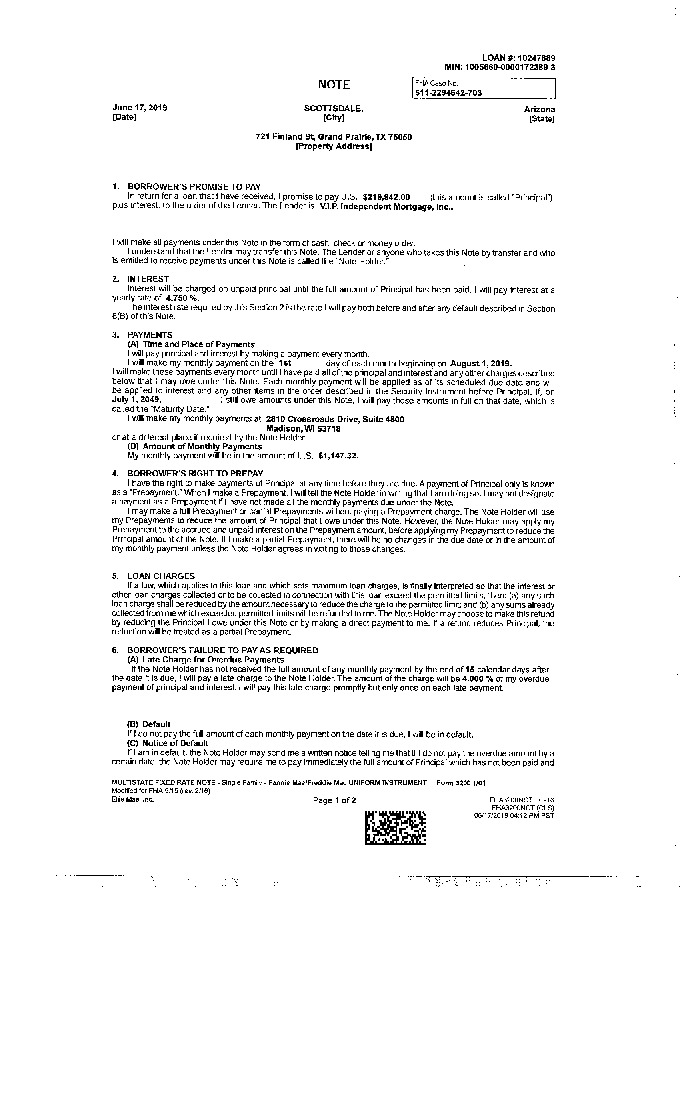 LOAN #: 10247889
MIN: 1005660-0000172389-3
NOTE
FHA Case No.
511-2294642-703
June 17, 2019 SCOTTSDALE, Arizona
[Date] [City] [State]
721 Finland St, Grand Prairie, TX 75050
[Property Address]
1. BORROWER'S PROMISE TO PAY
In return for a loan that I have received, I promise to pay U.S. $219,942.00 (this amount is called "Principal"),
plus interest, to the order of the Lender. The Lender is V.I.P. Independent Mortgage, Inc..
I will make all payments under this Note in the form of cash, check or money order.
I understand that the Lender may transfer this Note. The Lender or anyone who takes this Note by transfer and who
is entitled to receive payments under this Note is called the "Note Holder."
2. INTEREST
Interest will be charged on unpaid principal until the full amount of Principal has been paid. I will pay interest at a
yearly rate of 4.750 %.
The interest rate required by this Section 2 is the rate I will pay both before and after any default described in Section
6(B) of this Note.
3. PAYMENTS
(A) Time and Place of Payments
I will pay principal and interest by making a payment every month.
I will make my monthly payment on the 1st day of each month beginning on August 1, 2019.
I will make these payments every month until I have paid all of the principal and interest and any other charges described
below that I may owe under this Note. Each monthly payment will be applied as of its scheduled due date and will
be applied to interest and any other items in the order described in the Security Instrument before Principal. If, on
July 1, 2049, I still owe amounts under this Note, I will pay those amounts in full on that date, which is
called the "Maturity Date."
I will make my monthly payments at 2810 Crossroads Drive, Suite 4800
Madison, WI 53718
or at a different place if required by the Note Holder.
(B) Amount of Monthly Payments
My monthly payment will be in the amount of U.S. $1,147.32.
4. BORROWER'S RIGHT TO PREPAY
I have the right to make payments of Principal at any time before they are due. A payment of Principal only is known
as a "Prepayment." When I make a Prepayment, I will tell the Note Holder in writing that I am doing so. I may not designate
a payment as a Prepayment if I have not made all the monthly payments due under the Note.
I may make a full Prepayment or partial Prepayments without paying a Prepayment charge. The Note Holder will use
my Prepayments to reduce the amount of Principal that I owe under this Note. However, the Note Holder may apply my
Prepayment to the accrued and unpaid interest on the Prepayment amount, before applying my Prepayment to reduce the
Principal amount of the Note. If I make a partial Prepayment, there will be no changes in the due date or in the amount of
my monthly payment unless the Note Holder agrees in writing to those changes.
5. LOAN CHARGES
If a law, which applies to this loan and which sets maximum loan charges, is finally interpreted so that the interest or
other loan charges collected or to be collected in connection with this loan exceed the permitted limits, then: (a) any such
loan charge shall be reduced by the amount necessary to reduce the charge to the permitted limit; and (b) any sums already
collected from me which exceeded permitted limits will be refunded to me. The Note Holder may choose to make this refund
by reducing the Principal I owe under this Note or by making a direct payment to me. If a refund reduces Principal, the
reduction will be treated as a partial Prepayment.
6. BORROWER'S FAILURE TO PAY AS REQUIRED
(A) Late Charge for Overdue Payments
If the Note Holder has not received the full amount of any monthly payment by the end of 15 calendar days after
the date it is due, I will pay a late charge to the Note Holder. The amount of the charge will be 4.000 % of my overdue
payment of principal and interest. I will pay this late charge promptly but only once on each late payment.
(B) Default
If I do not pay the full amount of each monthly payment on the date it is due, I will be in default.
(C) Notice of Default
If I am in default, the Note Holder may send me a written notice telling me that if I do not pay the overdue amount by a
certain date, the Note Holder may require me to pay immediately the full amount of Principal which has not been paid and
MULTISTATE FIXED RATE NOTE - Single Family - Fannie Mae/Freddie Mac UNIFORM INSTRUMENT Form 3200 1/01
Modified for FHA 9/15 (rev. 2/16)
Ellie Mae, Inc. Page 1 of 2
FHA3200NOT
FHA3200NOT (CLS)
06/17/2019 04:12 PM PST